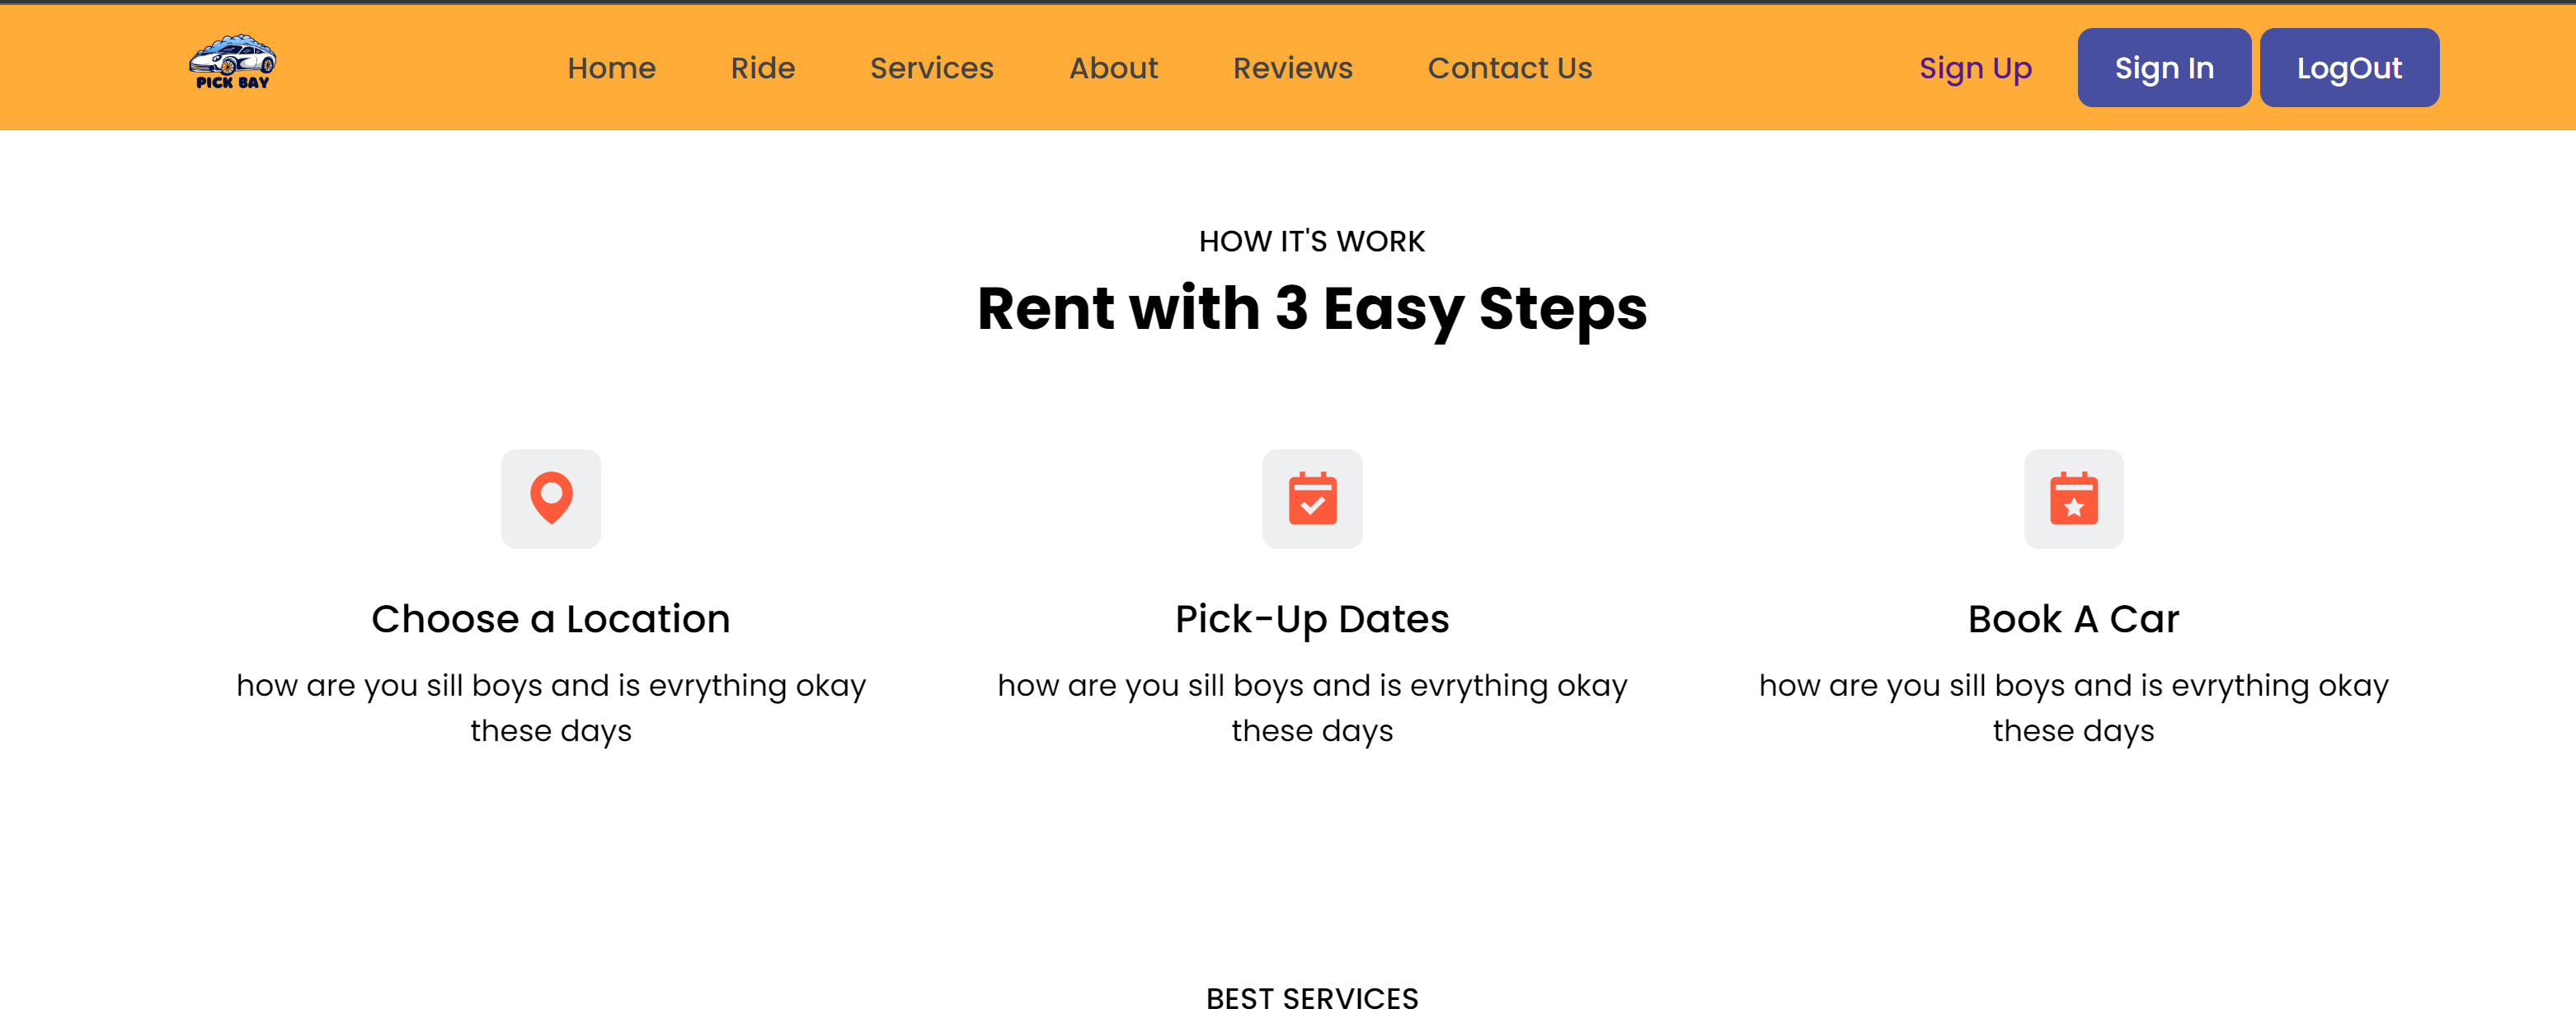 PICK BAY
Home Ride Services About Reviews Contact Us Sign Up Sign In LogOut
HOW IT'S WORK
Rent with 3 Easy Steps
Choose a Location
how are you sill boys and is evrything okay
these days
Pick-Up Dates
how are you sill boys and is evrything okay
these days
Book A Car
how are you sill boys and is evrything okay
these days
BEST SERVICES